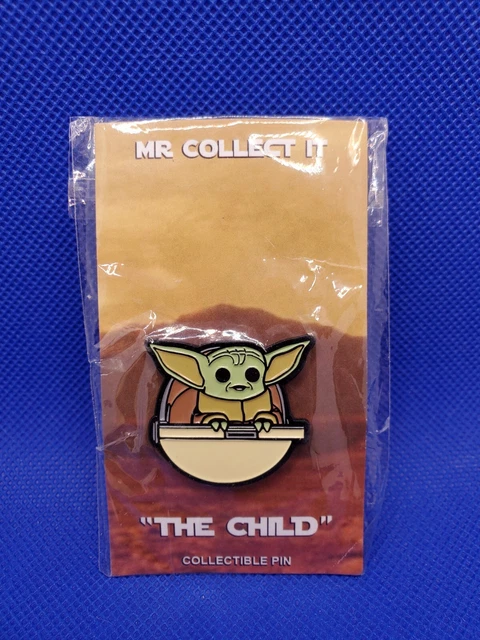 MR COLLECT IT
"THE CHILD"
COLLECTIBLE PIN